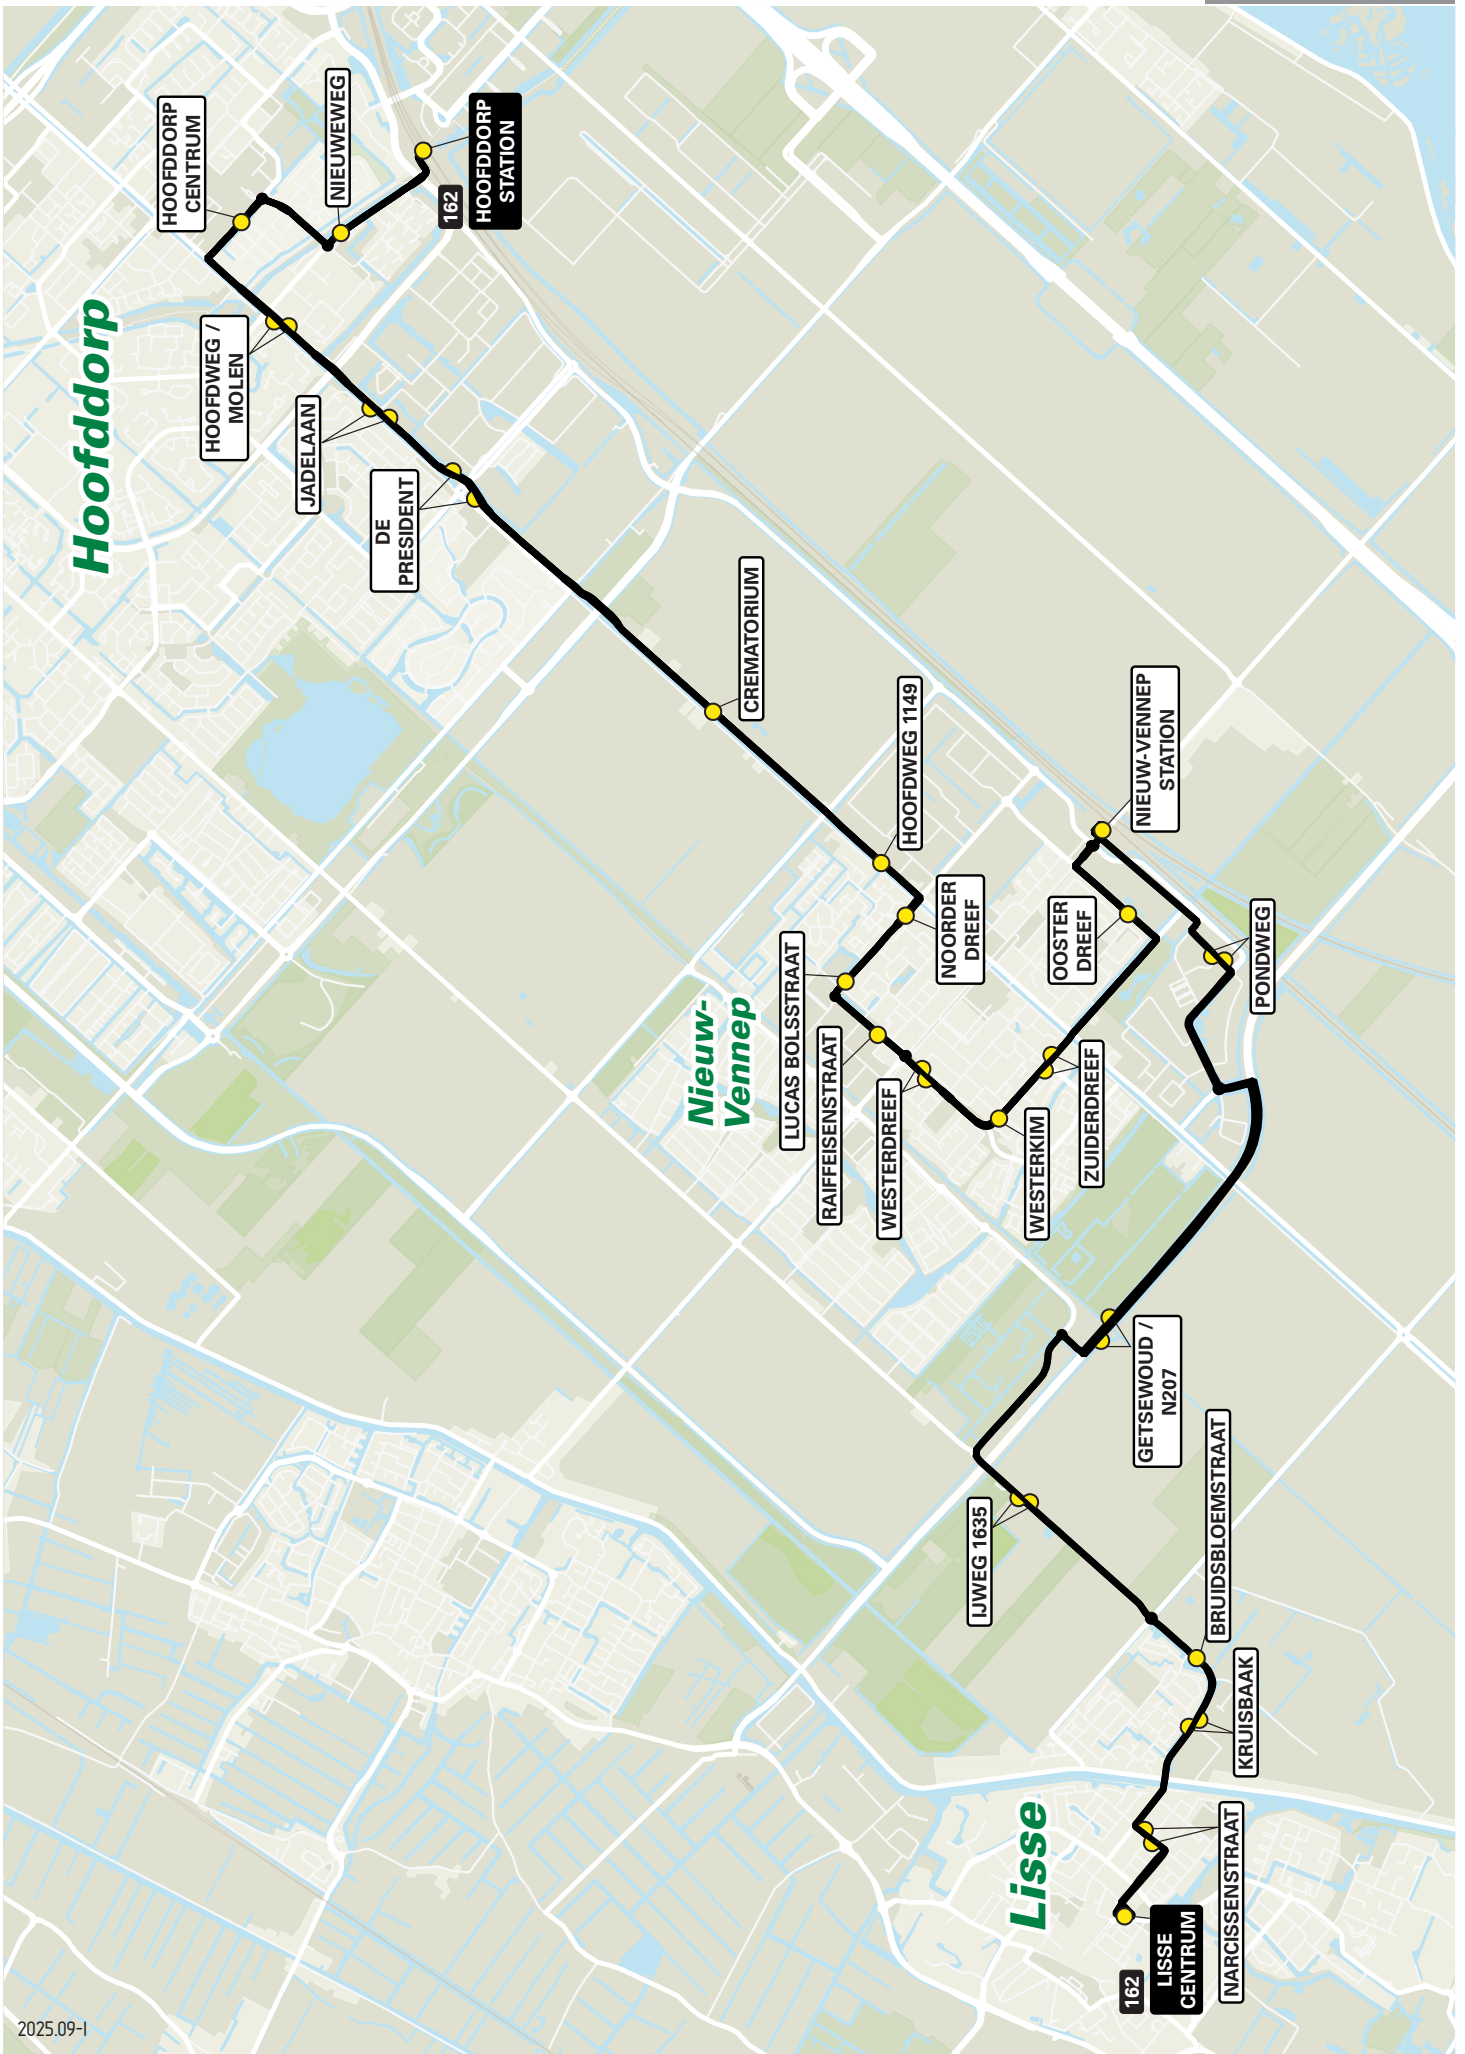 Hoofddorp
HOOFDDORP
CENTRUM
NIEUWEWEG
162
HOOFDDORP
STATION
HOOFDWEG /
MOLEN
JADELAAN
DE
PRESIDENT
CREMATORIUM
HOOFDWEG 1149
NOORDER
DREEF
Nieuw-
Vennep
LUCAS BOLSSTRAAT
RAIFFEISENSTRAAT
WESTERDREEF
WESTERKIM
ZUIDERDREEF
OOSTER
DREEF
NIEUW-VENNEP
STATION
PONDWEG
GETSEWOUD /
N207
IJWEG 1635
BRUIDSBLOEMSTRAAT
KRUISBAAK
Lisse
NARCISSENSTRAAT
162
LISSE
CENTRUM
2025.09-I